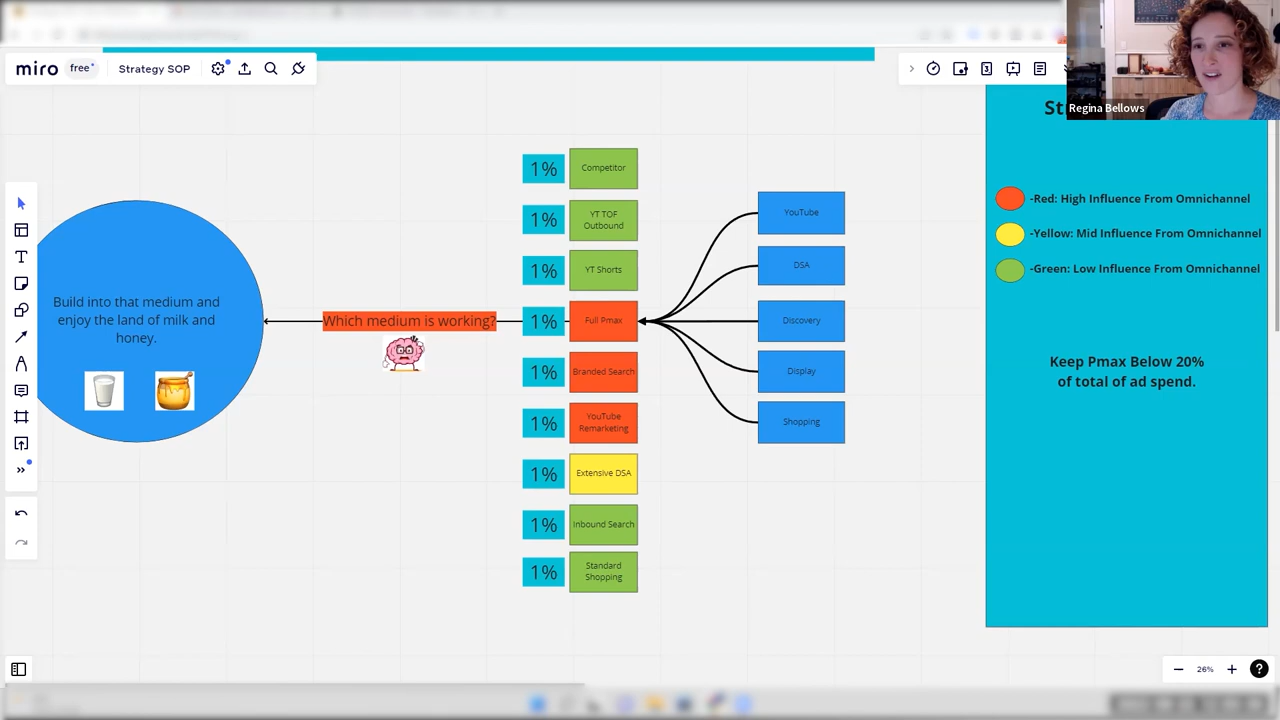 miro free Strategy SOP
Regina Bellows
Build into that medium and
enjoy the land of milk and
honey.
Which medium is working?
1% Competitor
1% YT TOF
Outbound
1% YT Shorts
1% Full Pmax
1% Branded Search
1% YouTube
Remarketing
1% Extensive DSA
1% Inbound Search
1% Standard
Shopping
YouTube
DSA
Discovery
Display
Shopping
St
-Red: High Influence From Omnichannel
-Yellow: Mid Influence From Omnichannel
-Green: Low Influence From Omnichannel
Keep Pmax Below 20%
of total of ad spend.
26%